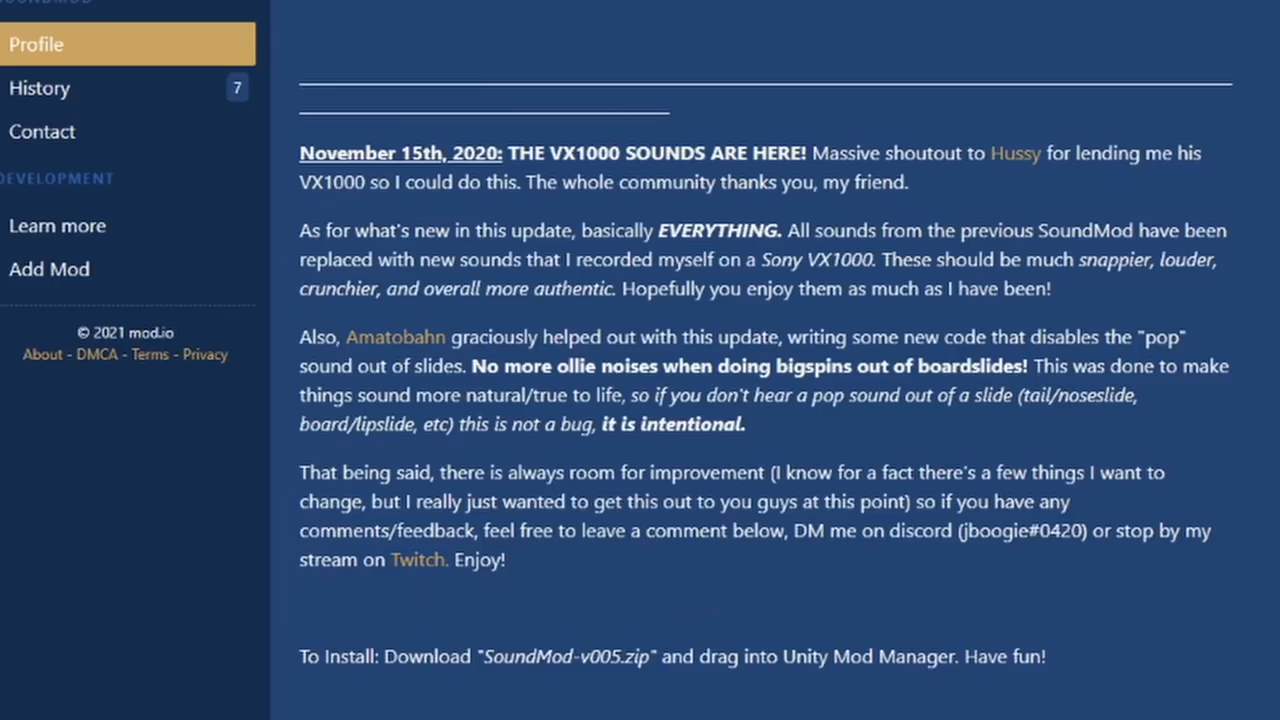 SOUNDMOD
Profile
History 7
Contact
DEVELOPMENT
Learn more
Add Mod
© 2021 mod.io
About - DMCA - Terms - Privacy
November 15th, 2020: THE VX1000 SOUNDS ARE HERE! Massive shoutout to Hussy for lending me his
VX1000 so I could do this. The whole community thanks you, my friend.
As for what's new in this update, basically EVERYTHING. All sounds from the previous SoundMod have been
replaced with new sounds that I recorded myself on a Sony VX1000. These should be much snappier, louder,
crunchier, and overall more authentic. Hopefully you enjoy them as much as I have been!
Also, Amatobahn graciously helped out with this update, writing some new code that disables the "pop"
sound out of slides. No more ollie noises when doing bigspins out of boardslides! This was done to make
things sound more natural/true to life, so if you don't hear a pop sound out of a slide (tail/noseslide,
board/lipslide, etc) this is not a bug, it is intentional.
That being said, there is always room for improvement (I know for a fact there's a few things I want to
change, but I really just wanted to get this out to you guys at this point) so if you have any
comments/feedback, feel free to leave a comment below, DM me on discord (jboogie#0420) or stop by my
stream on Twitch. Enjoy!
To Install: Download "SoundMod-v005.zip" and drag into Unity Mod Manager. Have fun!